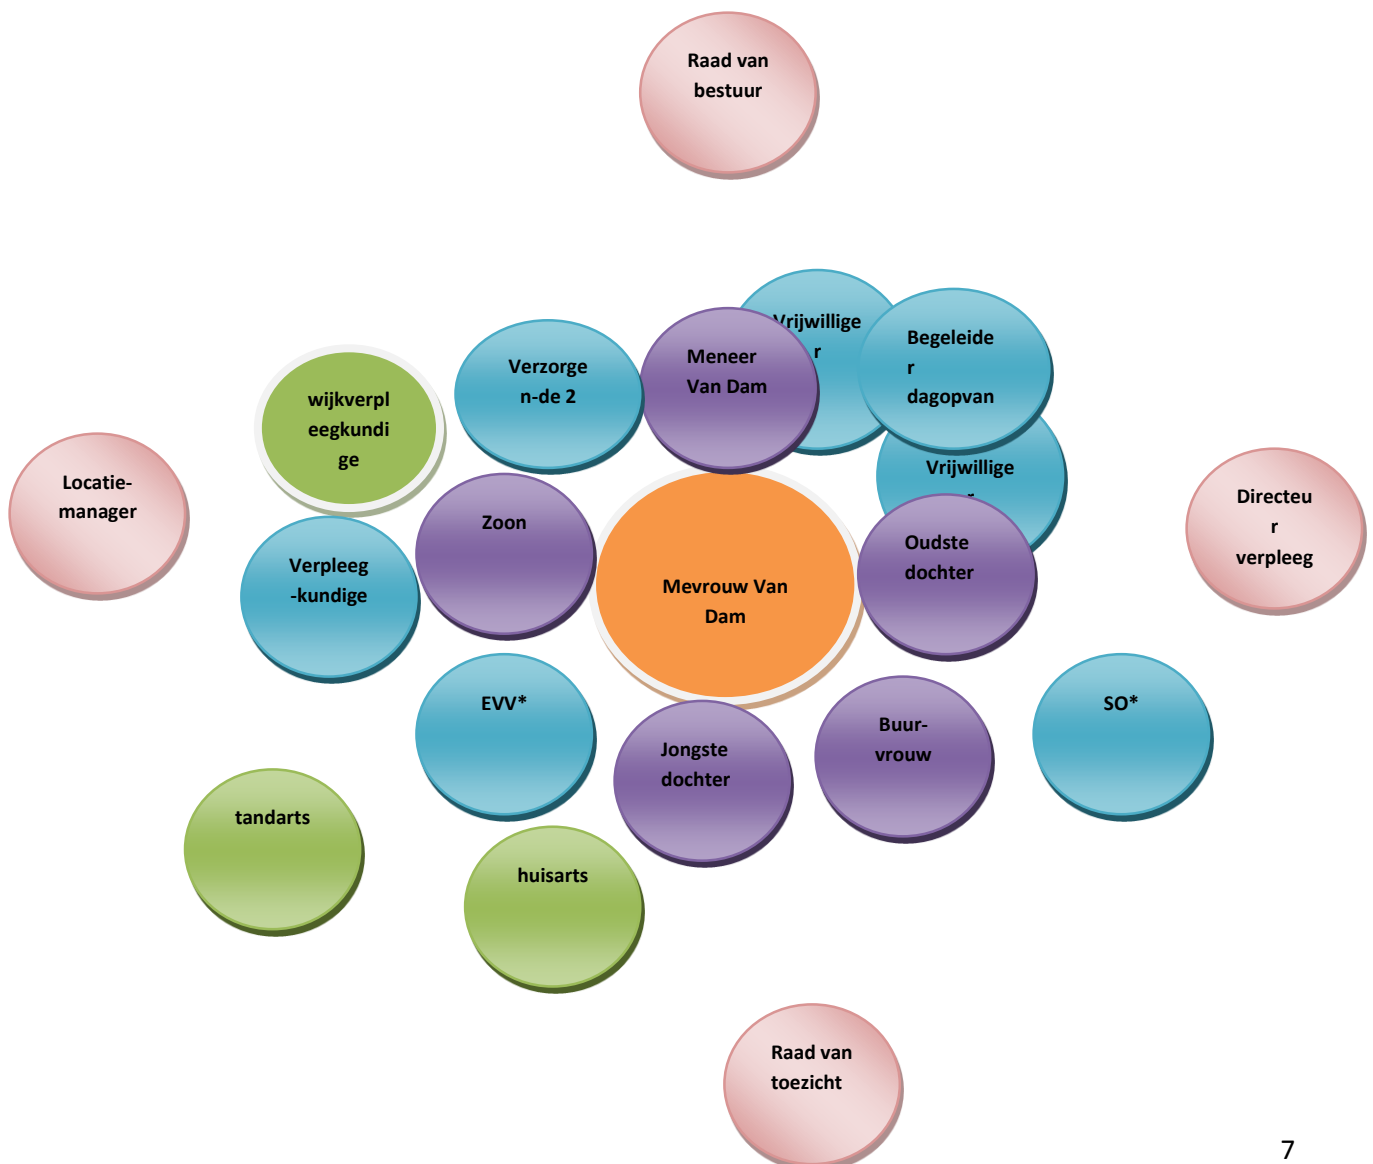 Raad van
bestuur
Vrijwillige
r
Begeleide
r
dagopvan
Meneer
Van Dam
Verzorge
n-de 2
wijkverpl
eegkundi
ge
Locatie-
manager
Zoon
Vrijwillige
r
Directeu
r
verpleeg
Oudste
dochter
Verpleeg
-kundige
Mevrouw Van
Dam
EVV*
SO*
Buur-
vrouw
Jongste
dochter
tandarts
huisarts
Raad van
toezicht
7